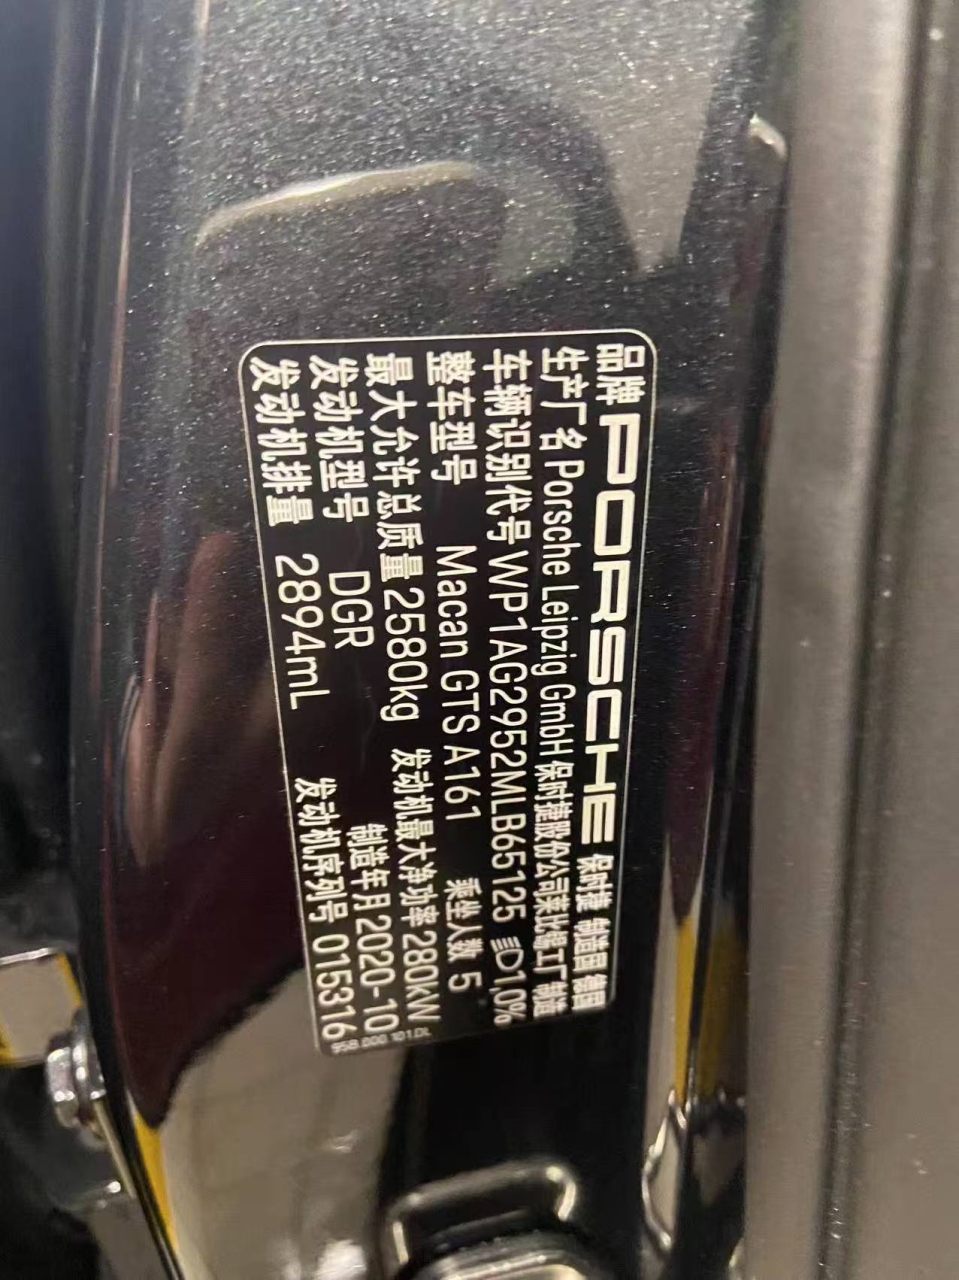 品牌 PORSCHE 保时捷 制造国 德国
生产厂名 Porsche Leipzig GmbH 保时捷股份公司莱比锡工厂制造
车辆识别代号 WP1AG2952MLB65125 1,0%
整车型号 Macan GTS A161 乘坐人数 5
最大允许总质量 2580kg 发动机最大净功率 280kW
发动机型号 DGR 制造年月 2020-10
发动机排量 2894mL 发动机序列号 015316
95B.000.101.DL